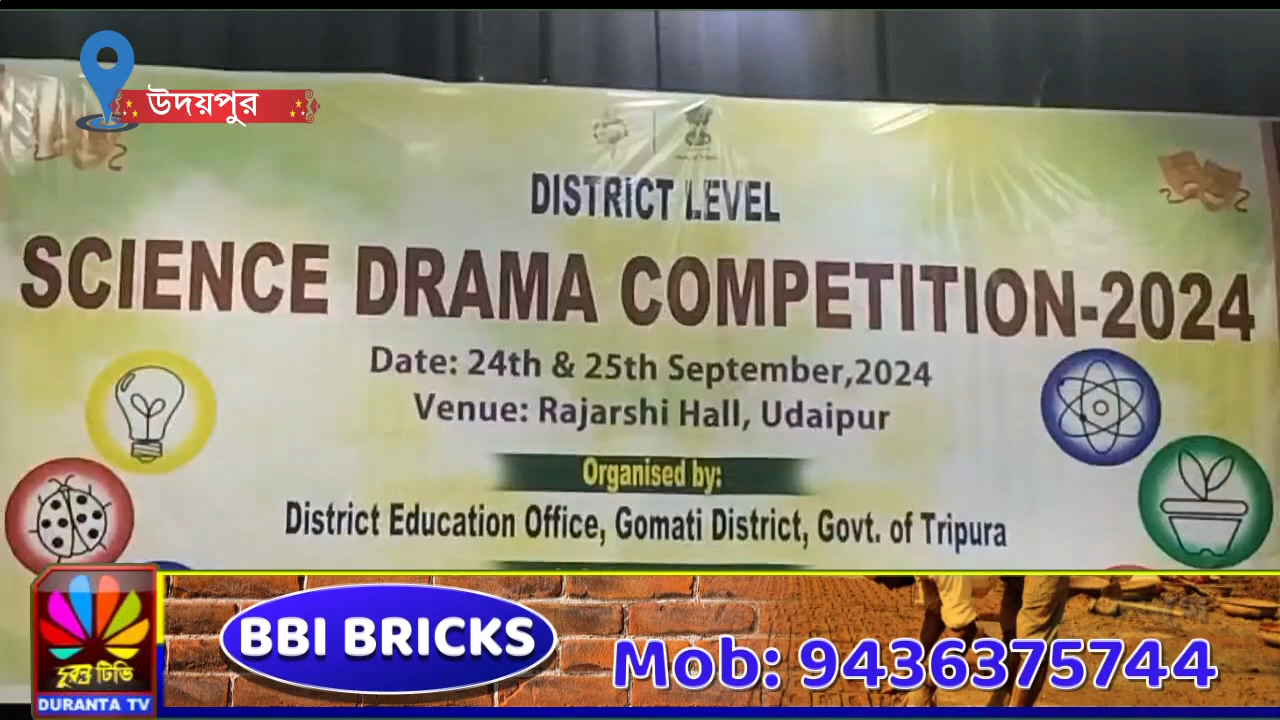 উদয়পুর
DISTRICT LEVEL
SCIENCE DRAMA COMPETITION-2024
Date: 24th & 25th September,2024
Venue: Rajarshi Hall, Udaipur
Organised by:
District Education Office, Gomati District, Govt. of Tripura
BBI BRICKS
Mob: 9436375744
দুরন্ত টিভি
DURANTA TV